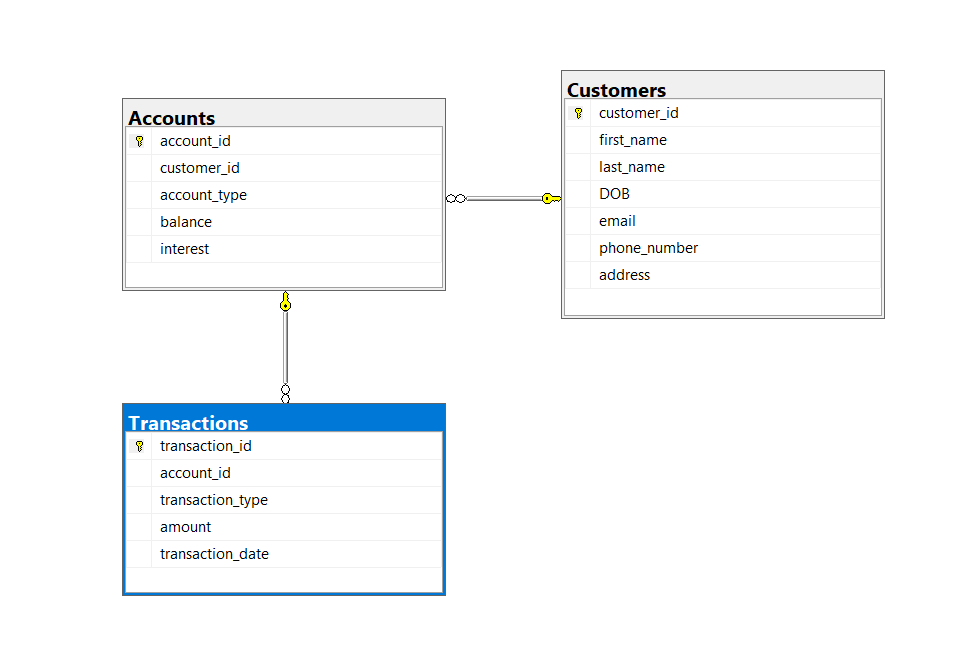 Accounts
account_id
customer_id
account_type
balance
interest
Customers
customer_id
first_name
last_name
DOB
email
phone_number
address
Transactions
transaction_id
account_id
transaction_type
amount
transaction_date